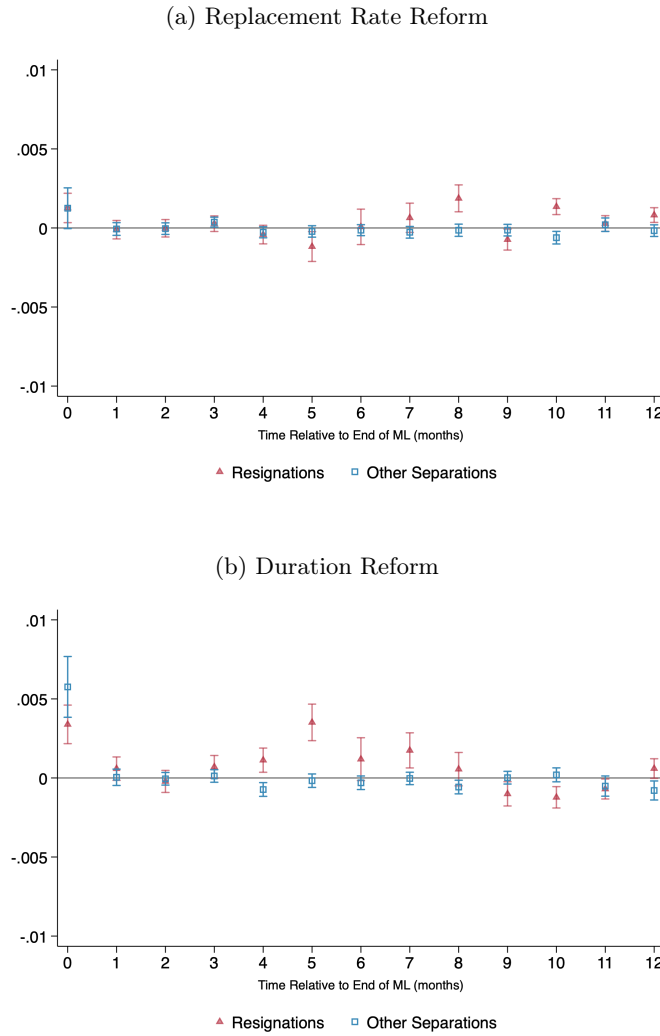 (a) Replacement Rate Reform
.01
.005
0
-.005
-.01
0 1 2 3 4 5 6 7 8 9 10 11 12
Time Relative to End of ML (months)
Resignations Other Separations
(b) Duration Reform
.01
.005
0
-.005
-.01
0 1 2 3 4 5 6 7 8 9 10 11 12
Time Relative to End of ML (months)
Resignations Other Separations